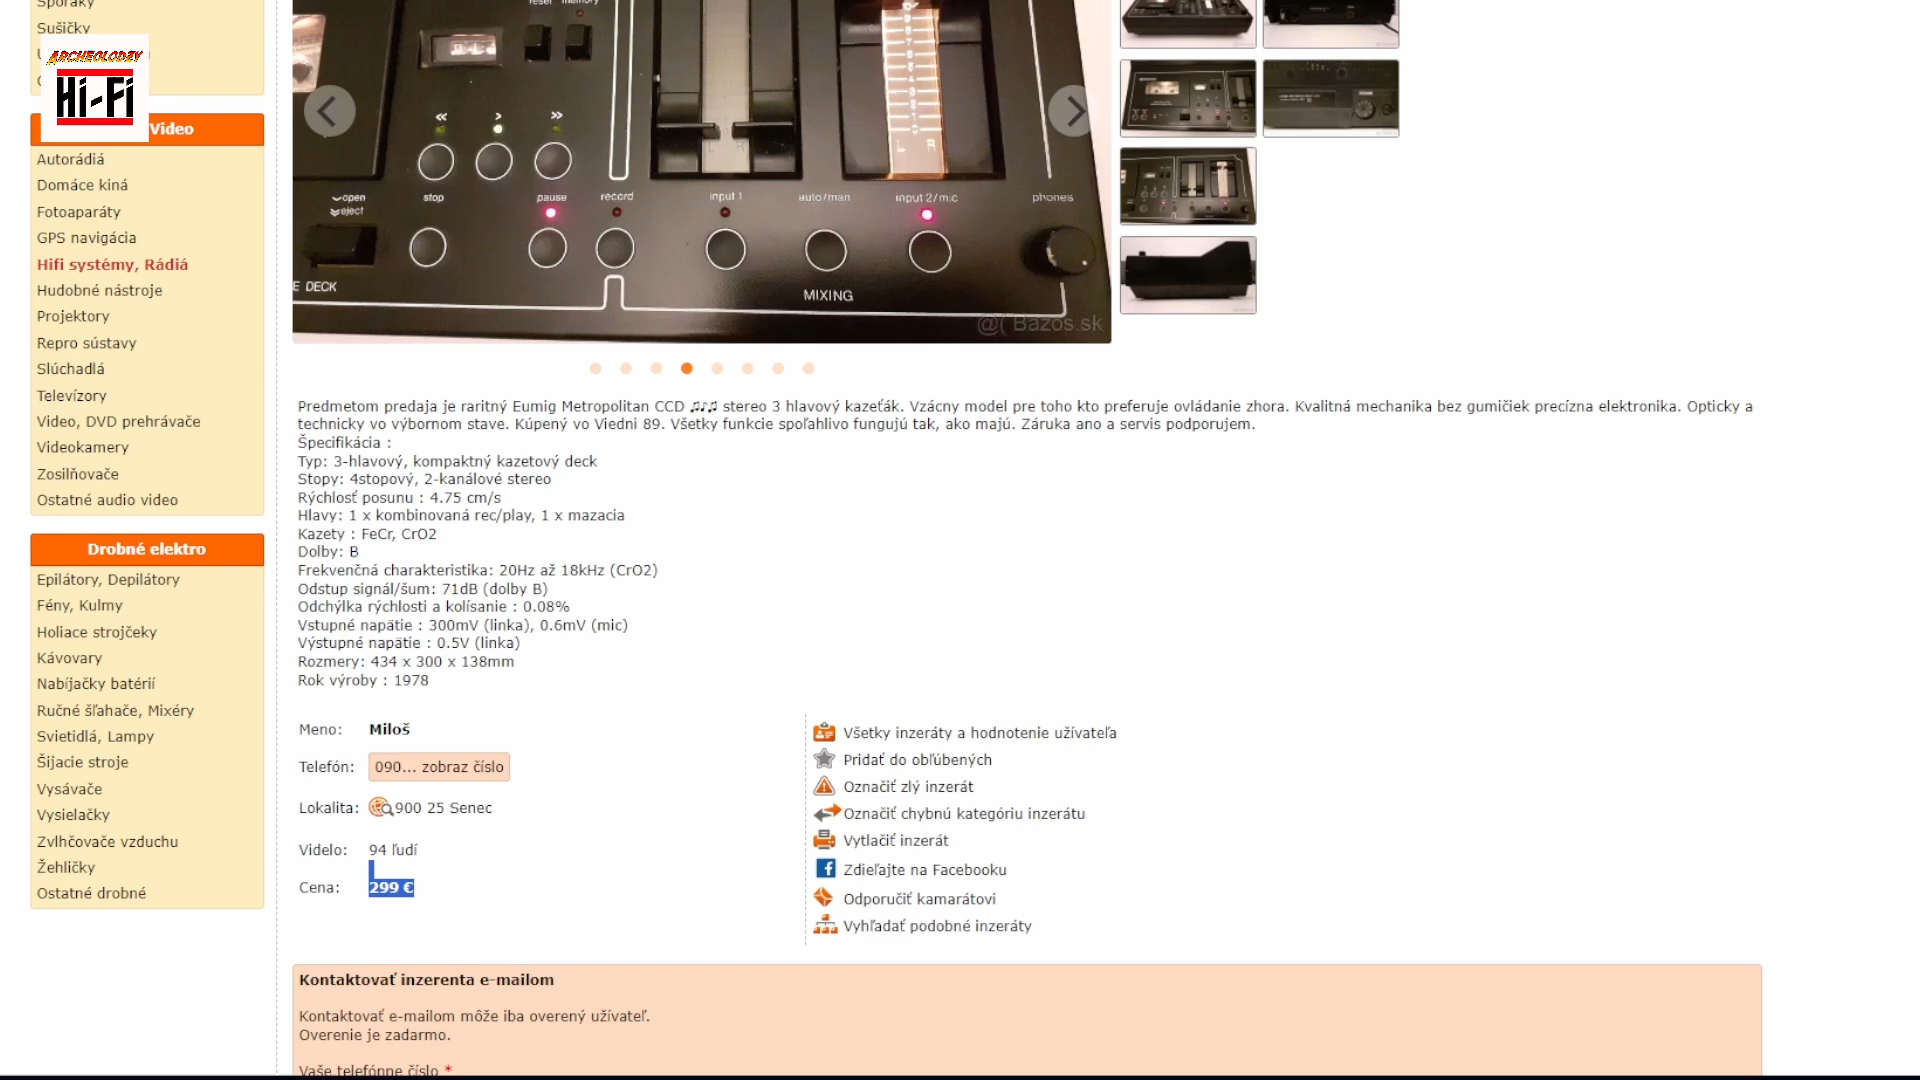 Sporáky
Sušičky
ARCHEOLODZY
Hi-Fi
Video
Autorádiá
Domáce kiná
Fotoaparáty
GPS navigácia
Hifi systémy, Rádiá
Hudobné nástroje
Projektory
Repro sústavy
Slúchadlá
Televízory
Video, DVD prehrávače
Videokamery
Zosilňovače
Ostatné audio video
Drobné elektro
Epilátory, Depilátory
Fény, Kulmy
Holiace strojčeky
Kávovary
Nabíjačky batérií
Ručné šľahače, Mixéry
Svietidlá, Lampy
Šijacie stroje
Vysávače
Vysielačky
Zvlhčovače vzduchu
Žehličky
Ostatné drobné
reset memory
« > »
open
eject
stop pause record input 1 auto/man input 2/mic phones
L R
E DECK
MIXING
@( Bazos.sk
Predmetom predaja je raritný Eumig Metropolitan CCD ♫♪♫ stereo 3 hlavový kazeťák. Vzácny model pre toho kto preferuje ovládanie zhora. Kvalitná mechanika bez gumičiek precízna elektronika. Opticky a
technicky vo výbornom stave. Kúpený vo Viedni 89. Všetky funkcie spoľahlivo fungujú tak, ako majú. Záruka ano a servis podporujem.
Špecifikácia :
Typ: 3-hlavový, kompaktný kazetový deck
Stopy: 4stopový, 2-kanálové stereo
Rýchlosť posunu : 4.75 cm/s
Hlavy: 1 x kombinovaná rec/play, 1 x mazacia
Kazety : FeCr, CrO2
Dolby: B
Frekvenčná charakteristika: 20Hz až 18kHz (CrO2)
Odstup signál/šum: 71dB (dolby B)
Odchýlka rýchlosti a kolísanie : 0.08%
Vstupné napätie : 300mV (linka), 0.6mV (mic)
Výstupné napätie : 0.5V (linka)
Rozmery: 434 x 300 x 138mm
Rok výroby : 1978
Meno: Miloš
Telefón: 090... zobraz číslo
Lokalita: 900 25 Senec
Videlo: 94 ľudí
Cena: 299 €
Všetky inzeráty a hodnotenie užívateľa
Pridať do obľúbených
Označiť zlý inzerát
Označiť chybnú kategóriu inzerátu
Vytlačiť inzerát
Zdieľajte na Facebooku
Odporučiť kamarátovi
Vyhľadať podobné inzeráty
Kontaktovať inzerenta e-mailom
Kontaktovať e-mailom môže iba overený užívateľ.
Overenie je zadarmo.
Vaše telefónne číslo *